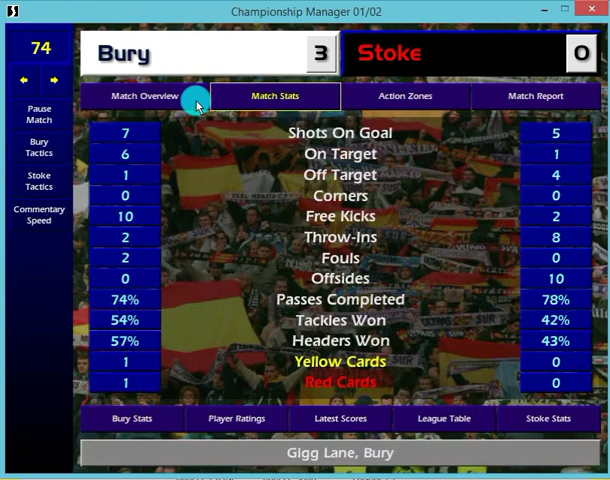 Championship Manager 01/02
74
Bury 3 Stoke 0
Match Overview Match Stats Action Zones Match Report
Pause Match
Bury Tactics
Stoke Tactics
Commentary Speed
7 Shots On Goal 5
6 On Target 1
1 Off Target 4
0 Corners 0
10 Free Kicks 2
2 Throw-Ins 8
2 Fouls 0
0 Offsides 10
74% Passes Completed 78%
54% Tackles Won 42%
57% Headers Won 43%
1 Yellow Cards 0
1 Red Cards 0
Bury Stats Player Ratings Latest Scores League Table Stoke Stats
Gigg Lane, Bury